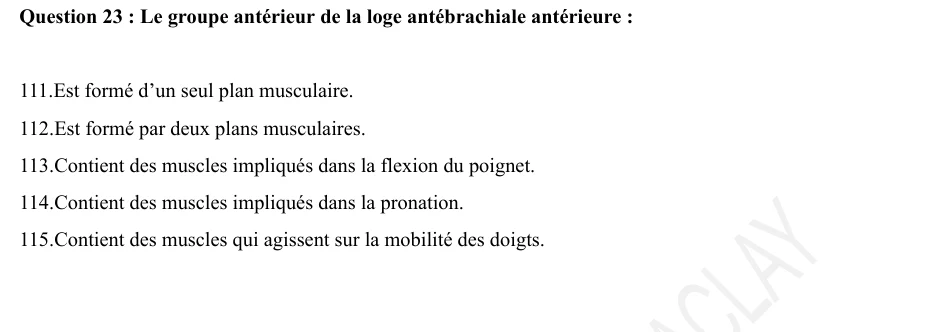 Question 23 : Le groupe antérieur de la loge antébrachiale antérieure :
111.Est formé d’un seul plan musculaire.
112.Est formé par deux plans musculaires.
113.Contient des muscles impliqués dans la flexion du poignet.
114.Contient des muscles impliqués dans la pronation.
115.Contient des muscles qui agissent sur la mobilité des doigts.
ACLAY